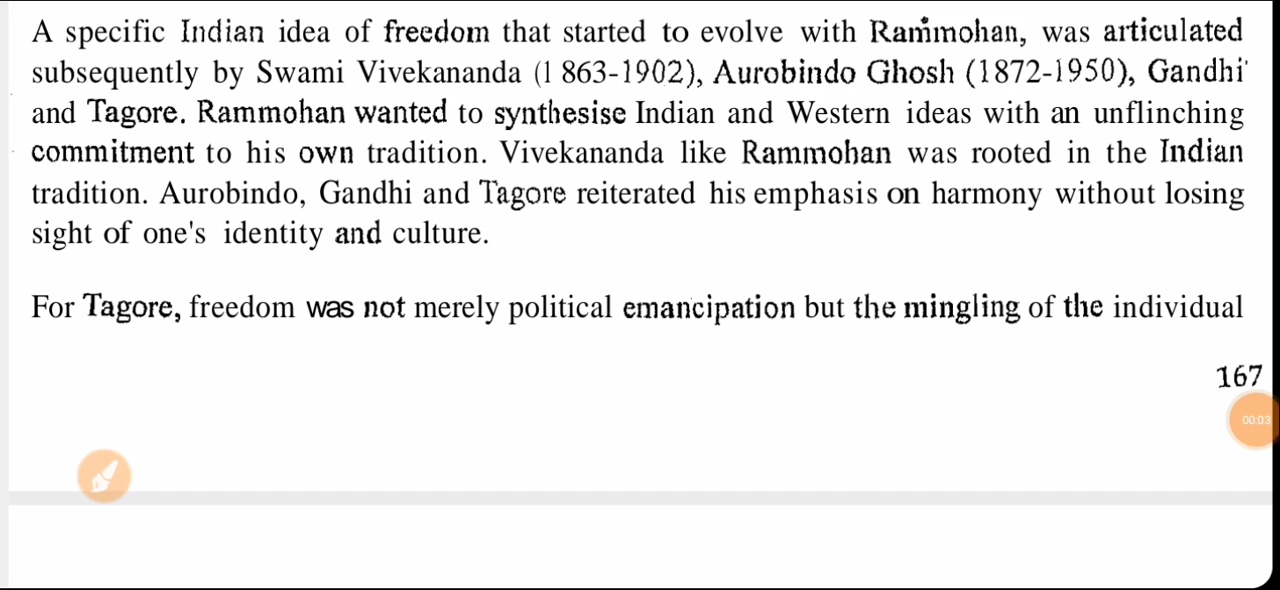 A specific Indian idea of freedom that started to evolve with Rammohan, was articulated
subsequently by Swami Vivekananda (1 863-1902), Aurobindo Ghosh (1872-1950), Gandhi
and Tagore. Rammohan wanted to synthesise Indian and Western ideas with an unflinching
commitment to his own tradition. Vivekananda like Rammohan was rooted in the Indian
tradition. Aurobindo, Gandhi and Tagore reiterated his emphasis on harmony without losing
sight of one's identity and culture.
For Tagore, freedom was not merely political emancipation but the mingling of the individual
167
00:03